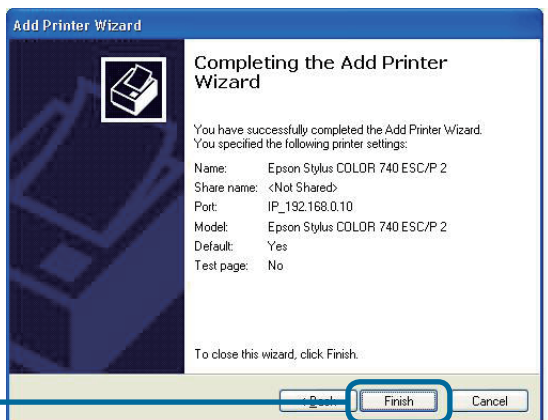 Add Printer Wizard
Completing the Add Printer
Wizard
You have successfully completed the Add Printer Wizard.
You specified the following printer settings:
Name: Epson Stylus COLOR 740 ESC/P 2
Share name: <Not Shared>
Port: IP_192.168.0.10
Model: Epson Stylus COLOR 740 ESC/P 2
Default: Yes
Test page: No
To close this wizard, click Finish.
< Back Finish Cancel